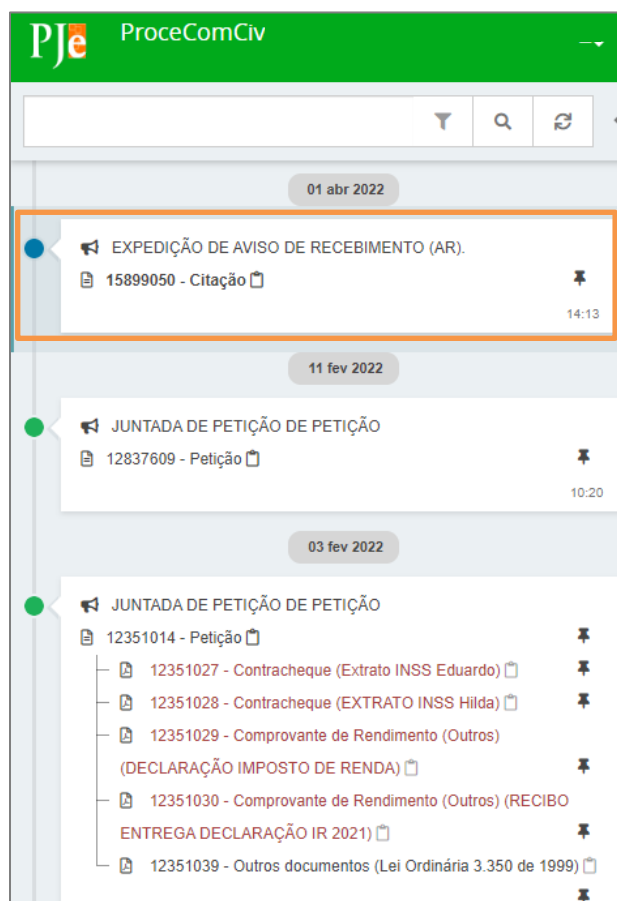 PJe ProceComCiv
01 abr 2022
EXPEDIÇÃO DE AVISO DE RECEBIMENTO (AR).
15899050 - Citação
14:13
11 fev 2022
JUNTADA DE PETIÇÃO DE PETIÇÃO
12837609 - Petição
10:20
03 fev 2022
JUNTADA DE PETIÇÃO DE PETIÇÃO
12351014 - Petição
12351027 - Contracheque (Extrato INSS Eduardo)
12351028 - Contracheque (EXTRATO INSS Hilda)
12351029 - Comprovante de Rendimento (Outros)
(DECLARAÇÃO IMPOSTO DE RENDA)
12351030 - Comprovante de Rendimento (Outros) (RECIBO
ENTREGA DECLARAÇÃO IR 2021)
12351039 - Outros documentos (Lei Ordinária 3.350 de 1999)